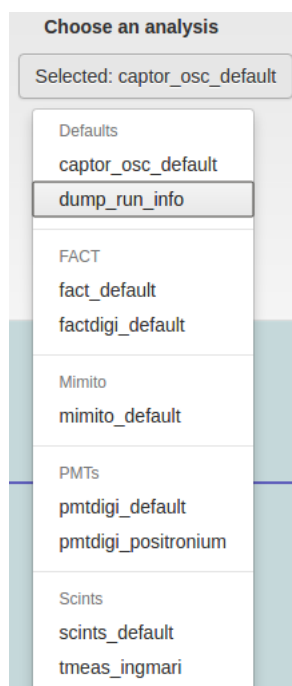 Choose an analysis
Selected: captor_osc_default
Defaults
captor_osc_default
dump_run_info
FACT
fact_default
factdigi_default
Mimito
mimito_default
PMTs
pmtdigi_default
pmtdigi_positronium
Scints
scints_default
tmeas_ingmari